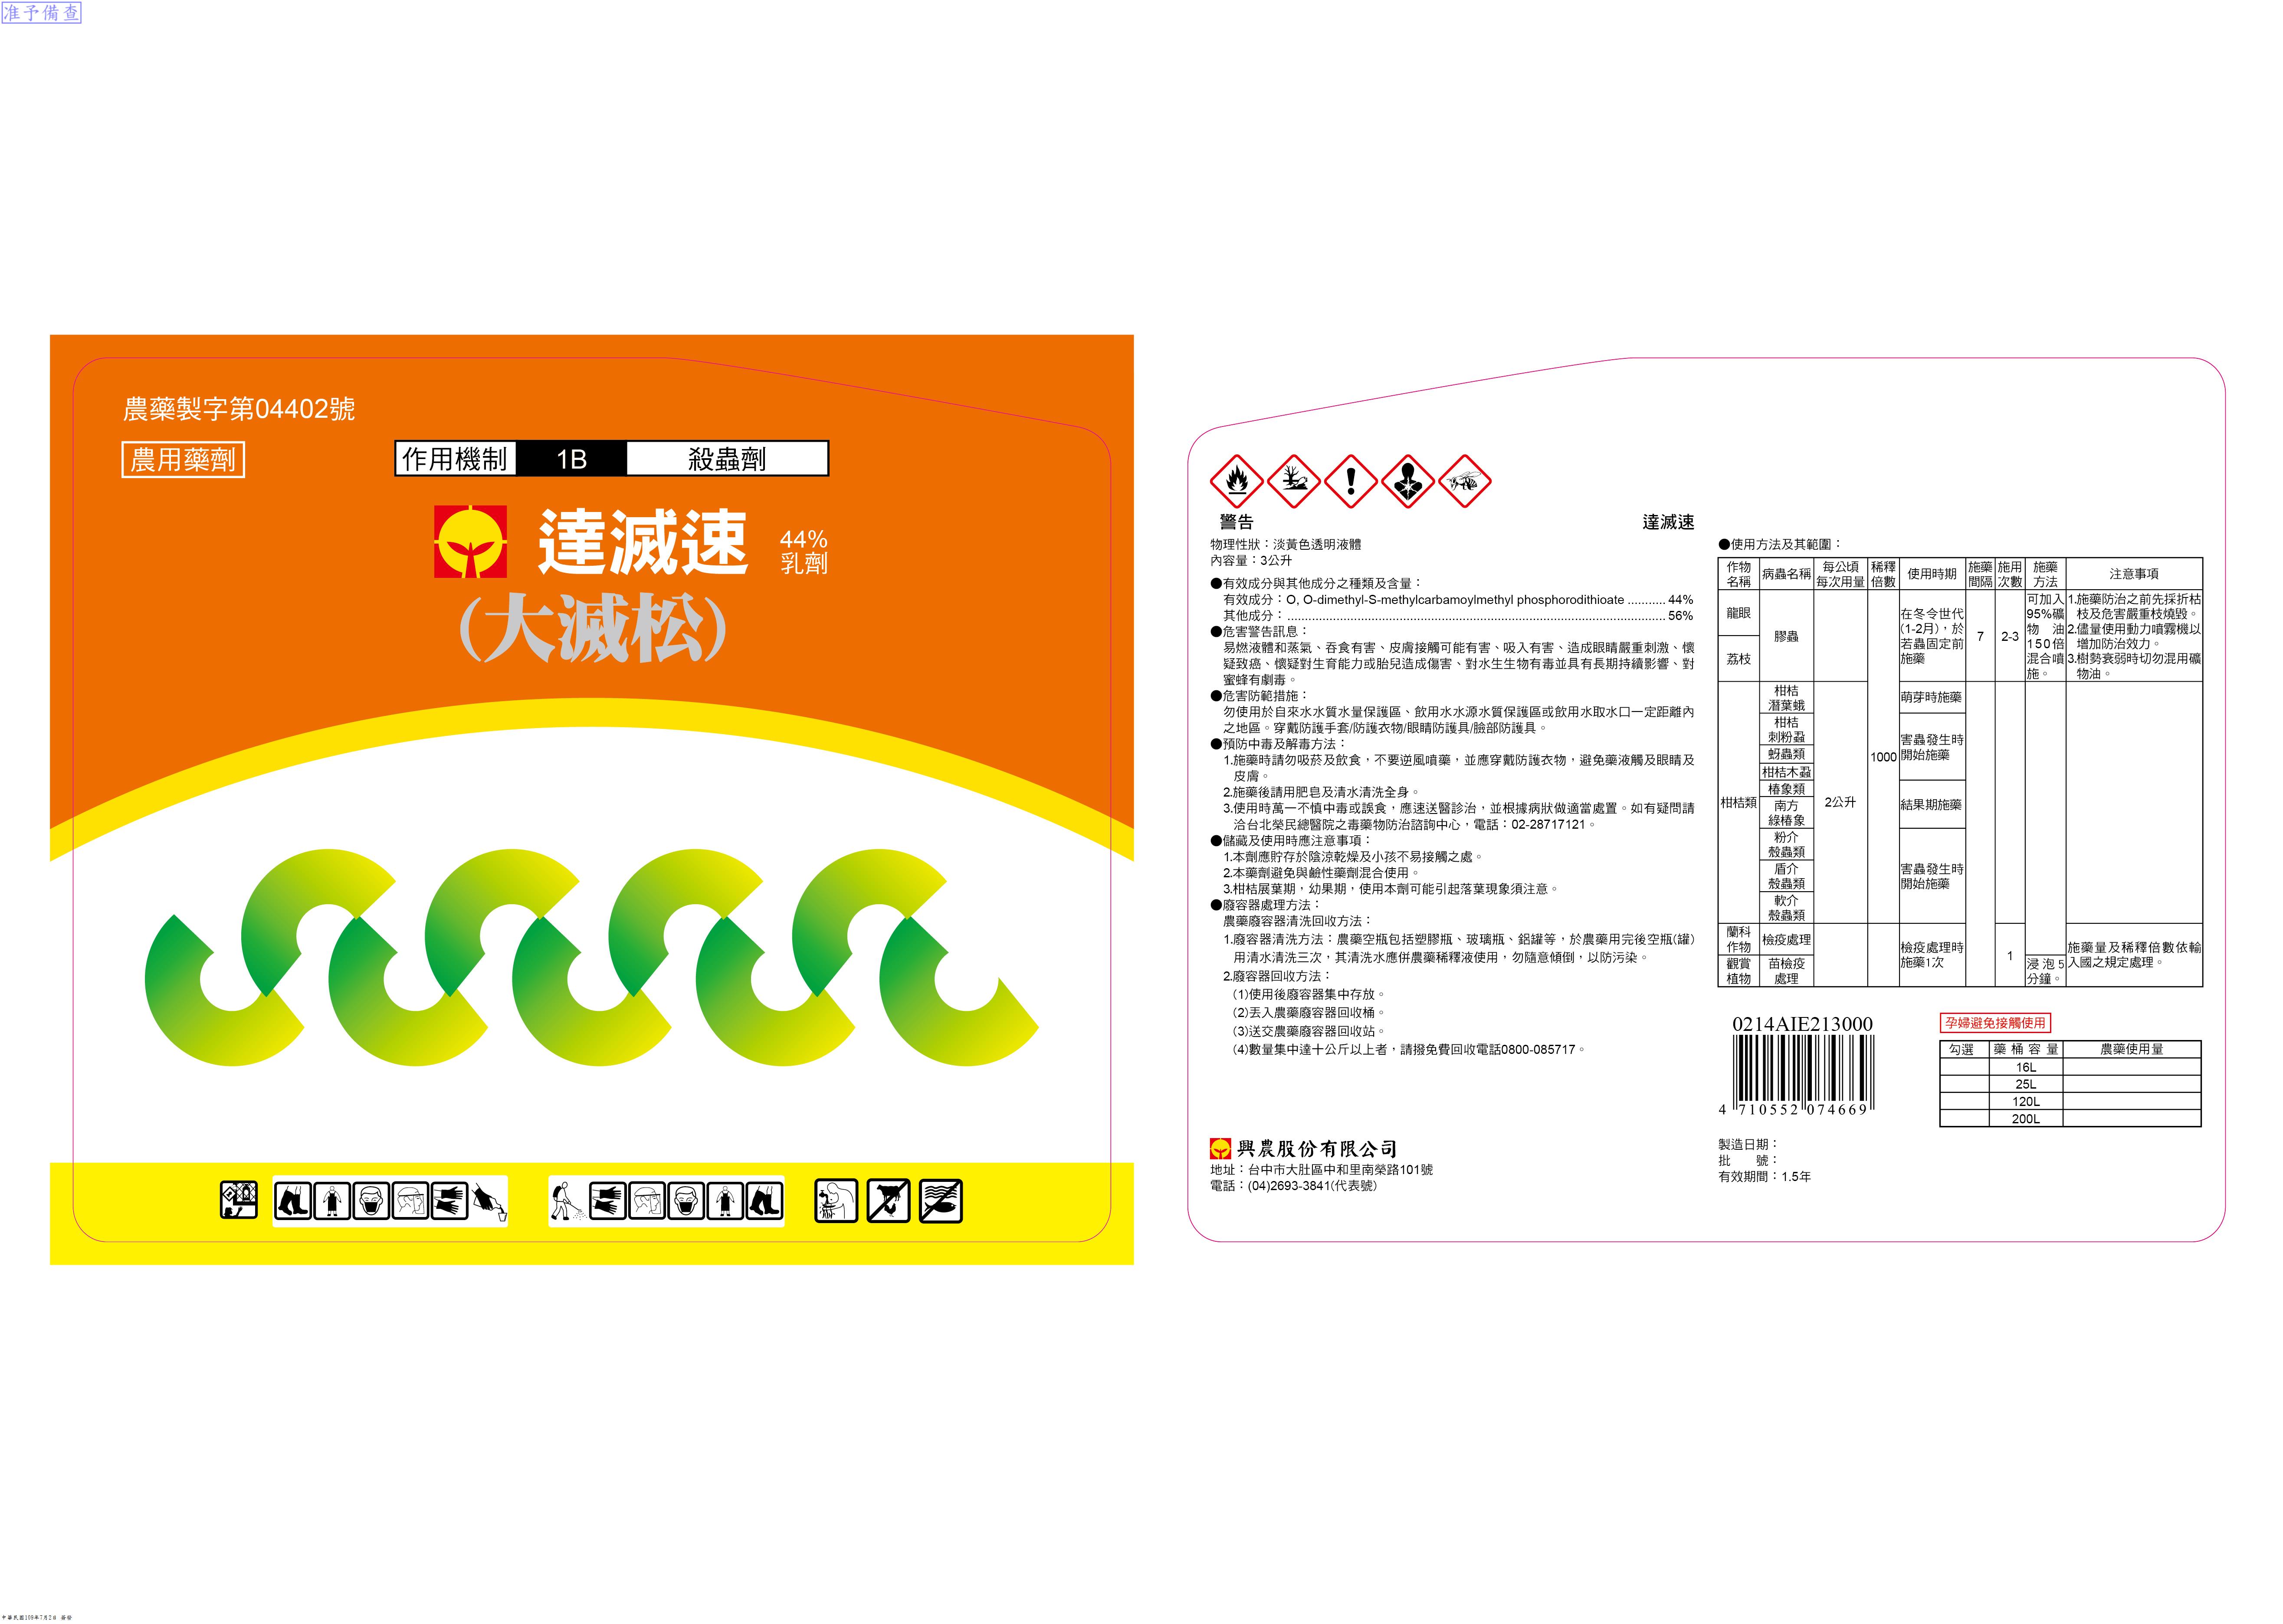 准予備查
農藥製字第04402號
農用藥劑
作用機制 1B 殺蟲劑
達滅速
44%
乳劑
(大滅松)
警告 達滅速
物理性狀：淡黃色透明液體
內容量：3公升
●有效成分與其他成分之種類及含量：
有效成分：O, O-dimethyl-S-methylcarbamoylmethyl phosphorodithioate ........... 44%
其他成分：.................................................................................................................. 56%
●危害警告訊息：
易燃液體和蒸氣、吞食有害、皮膚接觸可能有害、吸入有害、造成眼睛嚴重刺激、懷
疑致癌、懷疑對生育能力或胎兒造成傷害、對水生生物有毒並具有長期持續影響、對
蜜蜂有劇毒。
●危害防範措施：
勿使用於自來水水質水量保護區、飲用水水源水質保護區或飲用水取水口一定距離內
之地區。穿戴防護手套/防護衣物/眼睛防護具/臉部防護具。
●預防中毒及解毒方法：
1.施藥時請勿吸菸及飲食，不要逆風噴藥，並應穿戴防護衣物，避免藥液觸及眼睛及
皮膚。
2.施藥後請用肥皂及清水清洗全身。
3.使用時萬一不慎中毒或誤食，應速送醫診治，並根據病狀做適當處置。如有疑問請
洽台北榮民總醫院之毒藥物防治諮詢中心，電話：02-28717121。
●儲藏及使用時應注意事項：
1.本劑應貯存於陰涼乾燥及小孩不易接觸之處。
2.本藥劑避免與鹼性藥劑混合使用。
3.柑桔展葉期，幼果期，使用本劑可能引起落葉現象須注意。
●廢容器處理方法：
農藥廢容器清洗回收方法：
1.廢容器清洗方法：農藥空瓶包括塑膠瓶、玻璃瓶、鋁罐等，於農藥用完後空瓶(罐)
用清水清洗三次，其清洗水應併農藥稀釋液使用，勿隨意傾倒，以防污染。
2.廢容器回收方法：
(1)使用後廢容器集中存放。
(2)丟入農藥廢容器回收桶。
(3)送交農藥廢容器回收站。
(4)數量集中達十公斤以上者，請撥免費回收電話0800-085717。
興農股份有限公司
地址：台中市大肚區中和里南榮路101號
電話：(04)2693-3841(代表號)
●使用方法及其範圍：
作物 病蟲名稱 每公頃 稀釋 使用時期 施藥 施用 施藥 注意事項
名稱 每次用量 倍數 間隔 次數 方法
龍眼
荔枝
膠蟲
在冬令世代
(1-2月)，於
若蟲固定前
施藥
7
2-3
可加入
95%礦
物 油
150倍
混合噴
施。
1.施藥防治之前先採折枯
枝及危害嚴重枝燒毀。
2.儘量使用動力噴霧機以
增加防治效力。
3.樹勢衰弱時切勿混用礦
物油。
柑桔類
柑桔
潛葉蛾
柑桔
刺粉蝨
蚜蟲類
柑桔木蝨
椿象類
南方
綠椿象
粉介
殼蟲類
盾介
殼蟲類
軟介
殼蟲類
2公升
1000
萌芽時施藥
害蟲發生時
開始施藥
結果期施藥
害蟲發生時
開始施藥
蘭科
作物
檢疫處理
觀賞
植物
苗檢疫
處理
檢疫處理時
施藥1次
1
浸 泡 5
分鐘。
施藥量及稀釋倍數依輸
入國之規定處理。
0214AIE213000
4 710552 074669
孕婦避免接觸使用
勾選 藥桶容量 農藥使用量
16L
25L
120L
200L
製造日期：
批 號：
有效期間：1.5年
中華民國109年7月2日 簽發